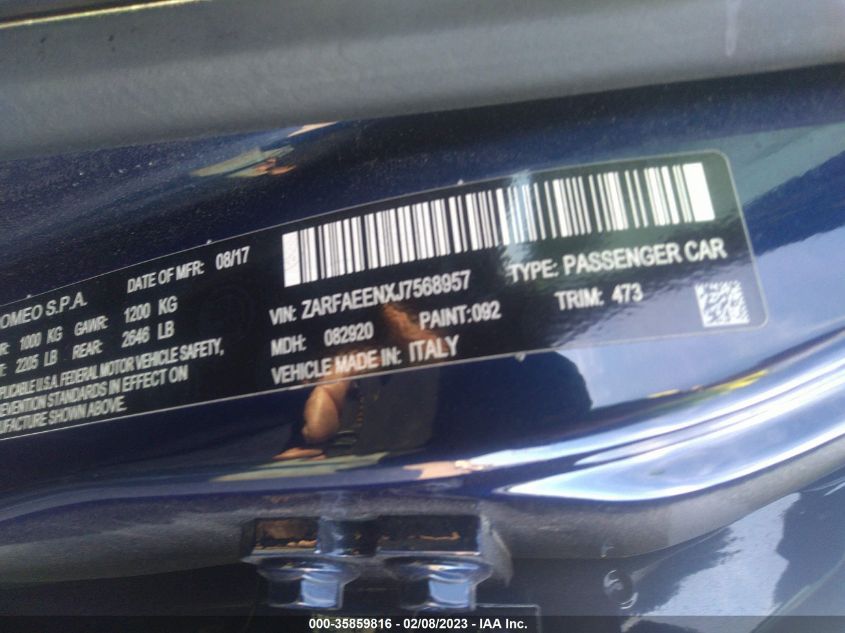 OMEO S.P.A. DATE OF MFR: 08/17
R: 1000 KG GAWR: 1200 KG
T: 2205 LB REAR: 2646 LB
PLICABLE U.S.A. FEDERAL MOTOR VEHICLE SAFETY,
EVENTION STANDARDS IN EFFECT ON
UFACTURE SHOWN ABOVE.
VIN: ZARFAEENXJ7568957 TYPE: PASSENGER CAR
MDH: 082920 PAINT:092 TRIM: 473
VEHICLE MADE IN: ITALY
000-35859816 - 02/08/2023 - IAA Inc.